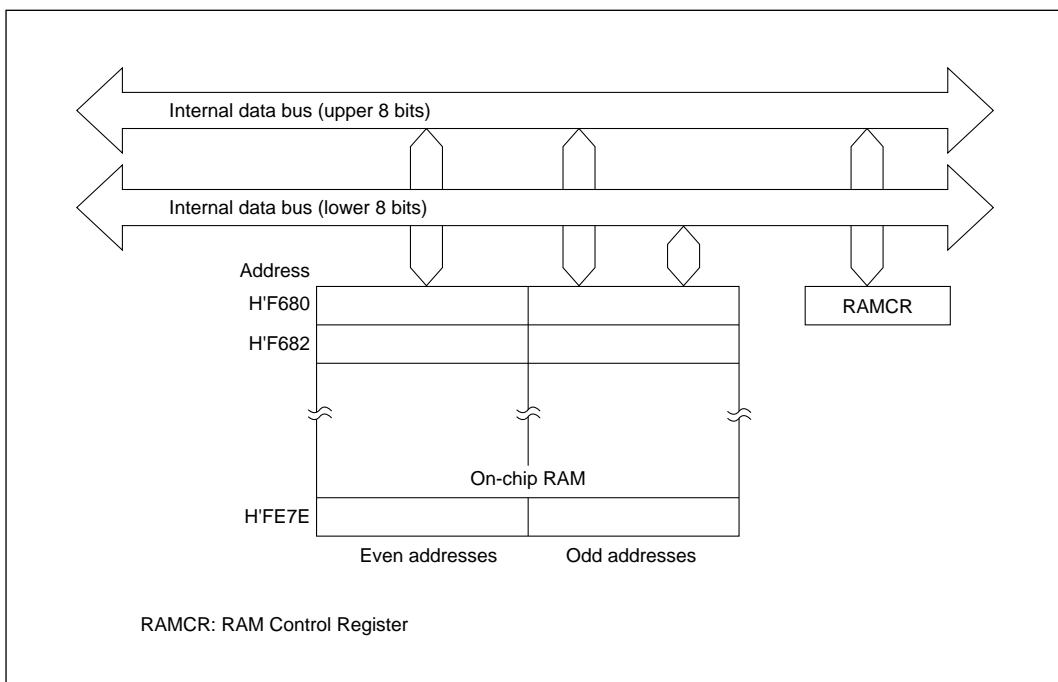 Internal data bus (upper 8 bits)
Internal data bus (lower 8 bits)
Address
H'F680
RAMCR
H'F682
On-chip RAM
H'FE7E
Even addresses
Odd addresses
RAMCR: RAM Control Register